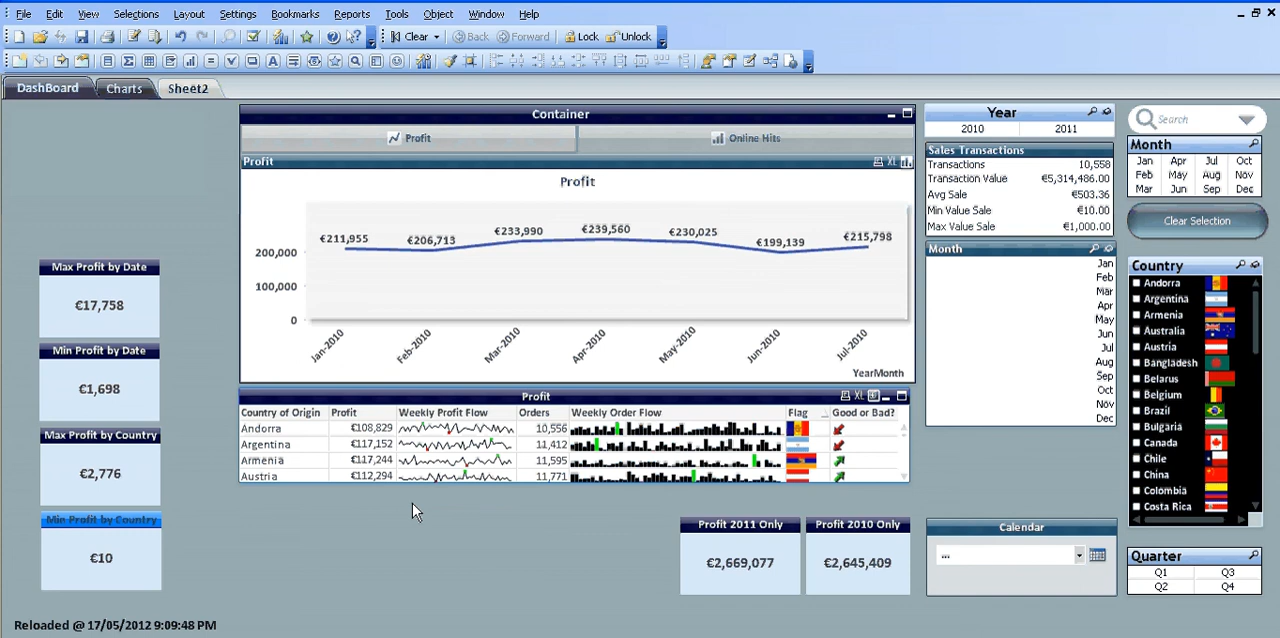 File Edit View Selections Layout Settings Bookmarks Reports Tools Object Window Help
Clear Back Forward Lock Unlock
DashBoard Charts Sheet2
Container
Profit Online Hits
Profit XL
Profit
€211,955 €206,713 €233,990 €239,560 €230,025 €199,139 €215,798
200,000
100,000
0
Jan-2010 Feb-2010 Mar-2010 Apr-2010 May-2010 Jun-2010 Jul-2010
YearMonth
Max Profit by Date
€17,758
Min Profit by Date
€1,698
Max Profit by Country
€2,776
Min Profit by Country
€10
Profit XL
Country of Origin Profit Weekly Profit Flow Orders Weekly Order Flow Flag Good or Bad?
Andorra €108,829 10,556
Argentina €117,152 11,412
Armenia €117,244 11,595
Austria €112,294 11,771
Profit 2011 Only
€2,669,077
Profit 2010 Only
€2,645,409
Year
2010 2011
Sales Transactions
Transactions 10,558
Transaction Value €5,314,486.00
Avg Sale €503.36
Min Value Sale €10.00
Max Value Sale €1,000.00
Month
Jan
Feb
Mar
Apr
May
Jun
Jul
Aug
Sep
Oct
Nov
Dec
Calendar
...
Search
Month
Jan Apr Jul Oct
Feb May Aug Nov
Mar Jun Sep Dec
Clear Selection
Country
Andorra
Argentina
Armenia
Australia
Austria
Bangladesh
Belarus
Belgium
Brazil
Bulgaria
Canada
Chile
China
Colombia
Costa Rica
Quarter
Q1 Q3
Q2 Q4
Reloaded @ 17/05/2012 9:09:48 PM